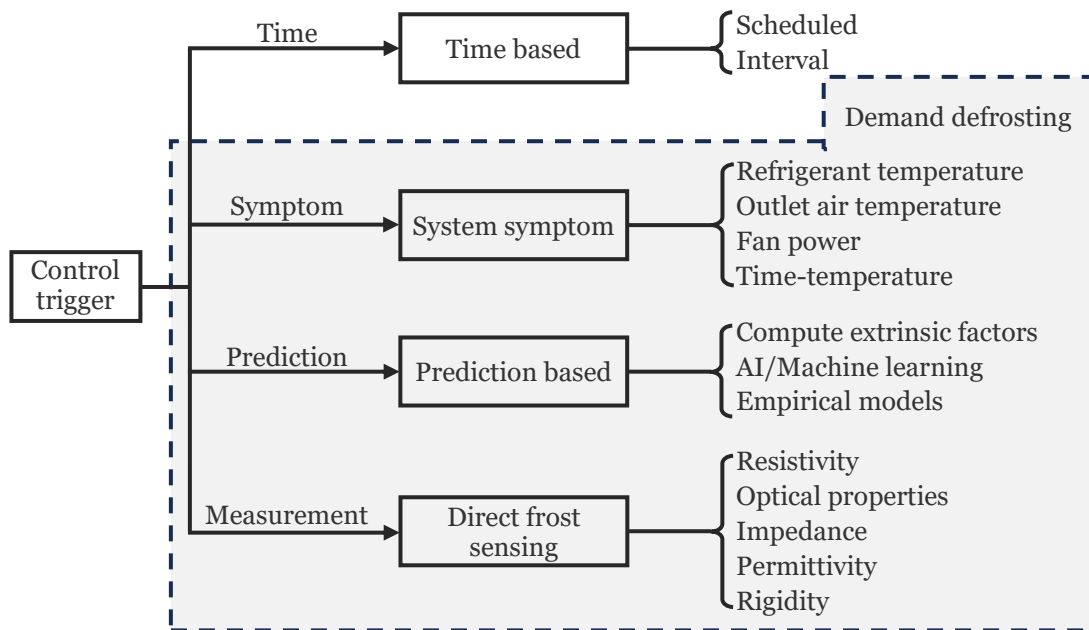 Time
Time based
Scheduled
Interval
Demand defrosting
Symptom
System symptom
Refrigerant temperature
Outlet air temperature
Fan power
Time-temperature
Control
trigger
Prediction
Prediction based
Compute extrinsic factors
AI/Machine learning
Empirical models
Measurement
Direct frost
sensing
Resistivity
Optical properties
Impedance
Permittivity
Rigidity